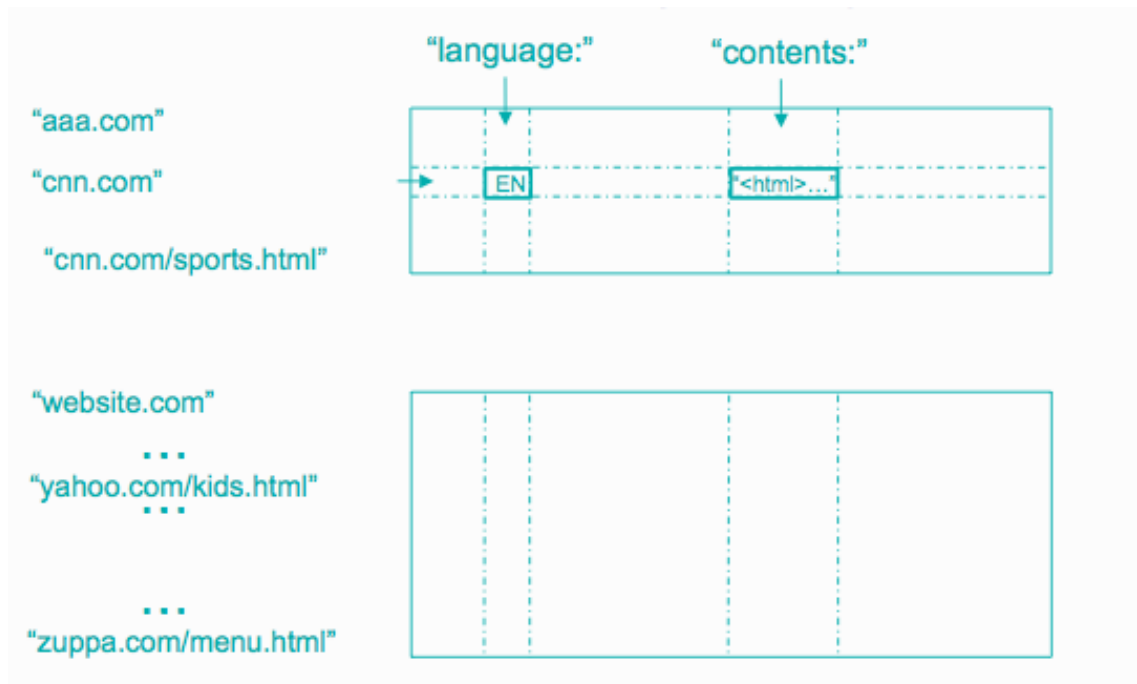 “language:” “contents:”
“aaa.com”
“cnn.com” EN “<html>…”
“cnn.com/sports.html”
“website.com”
…
“yahoo.com/kids.html”
…
…
“zuppa.com/menu.html”